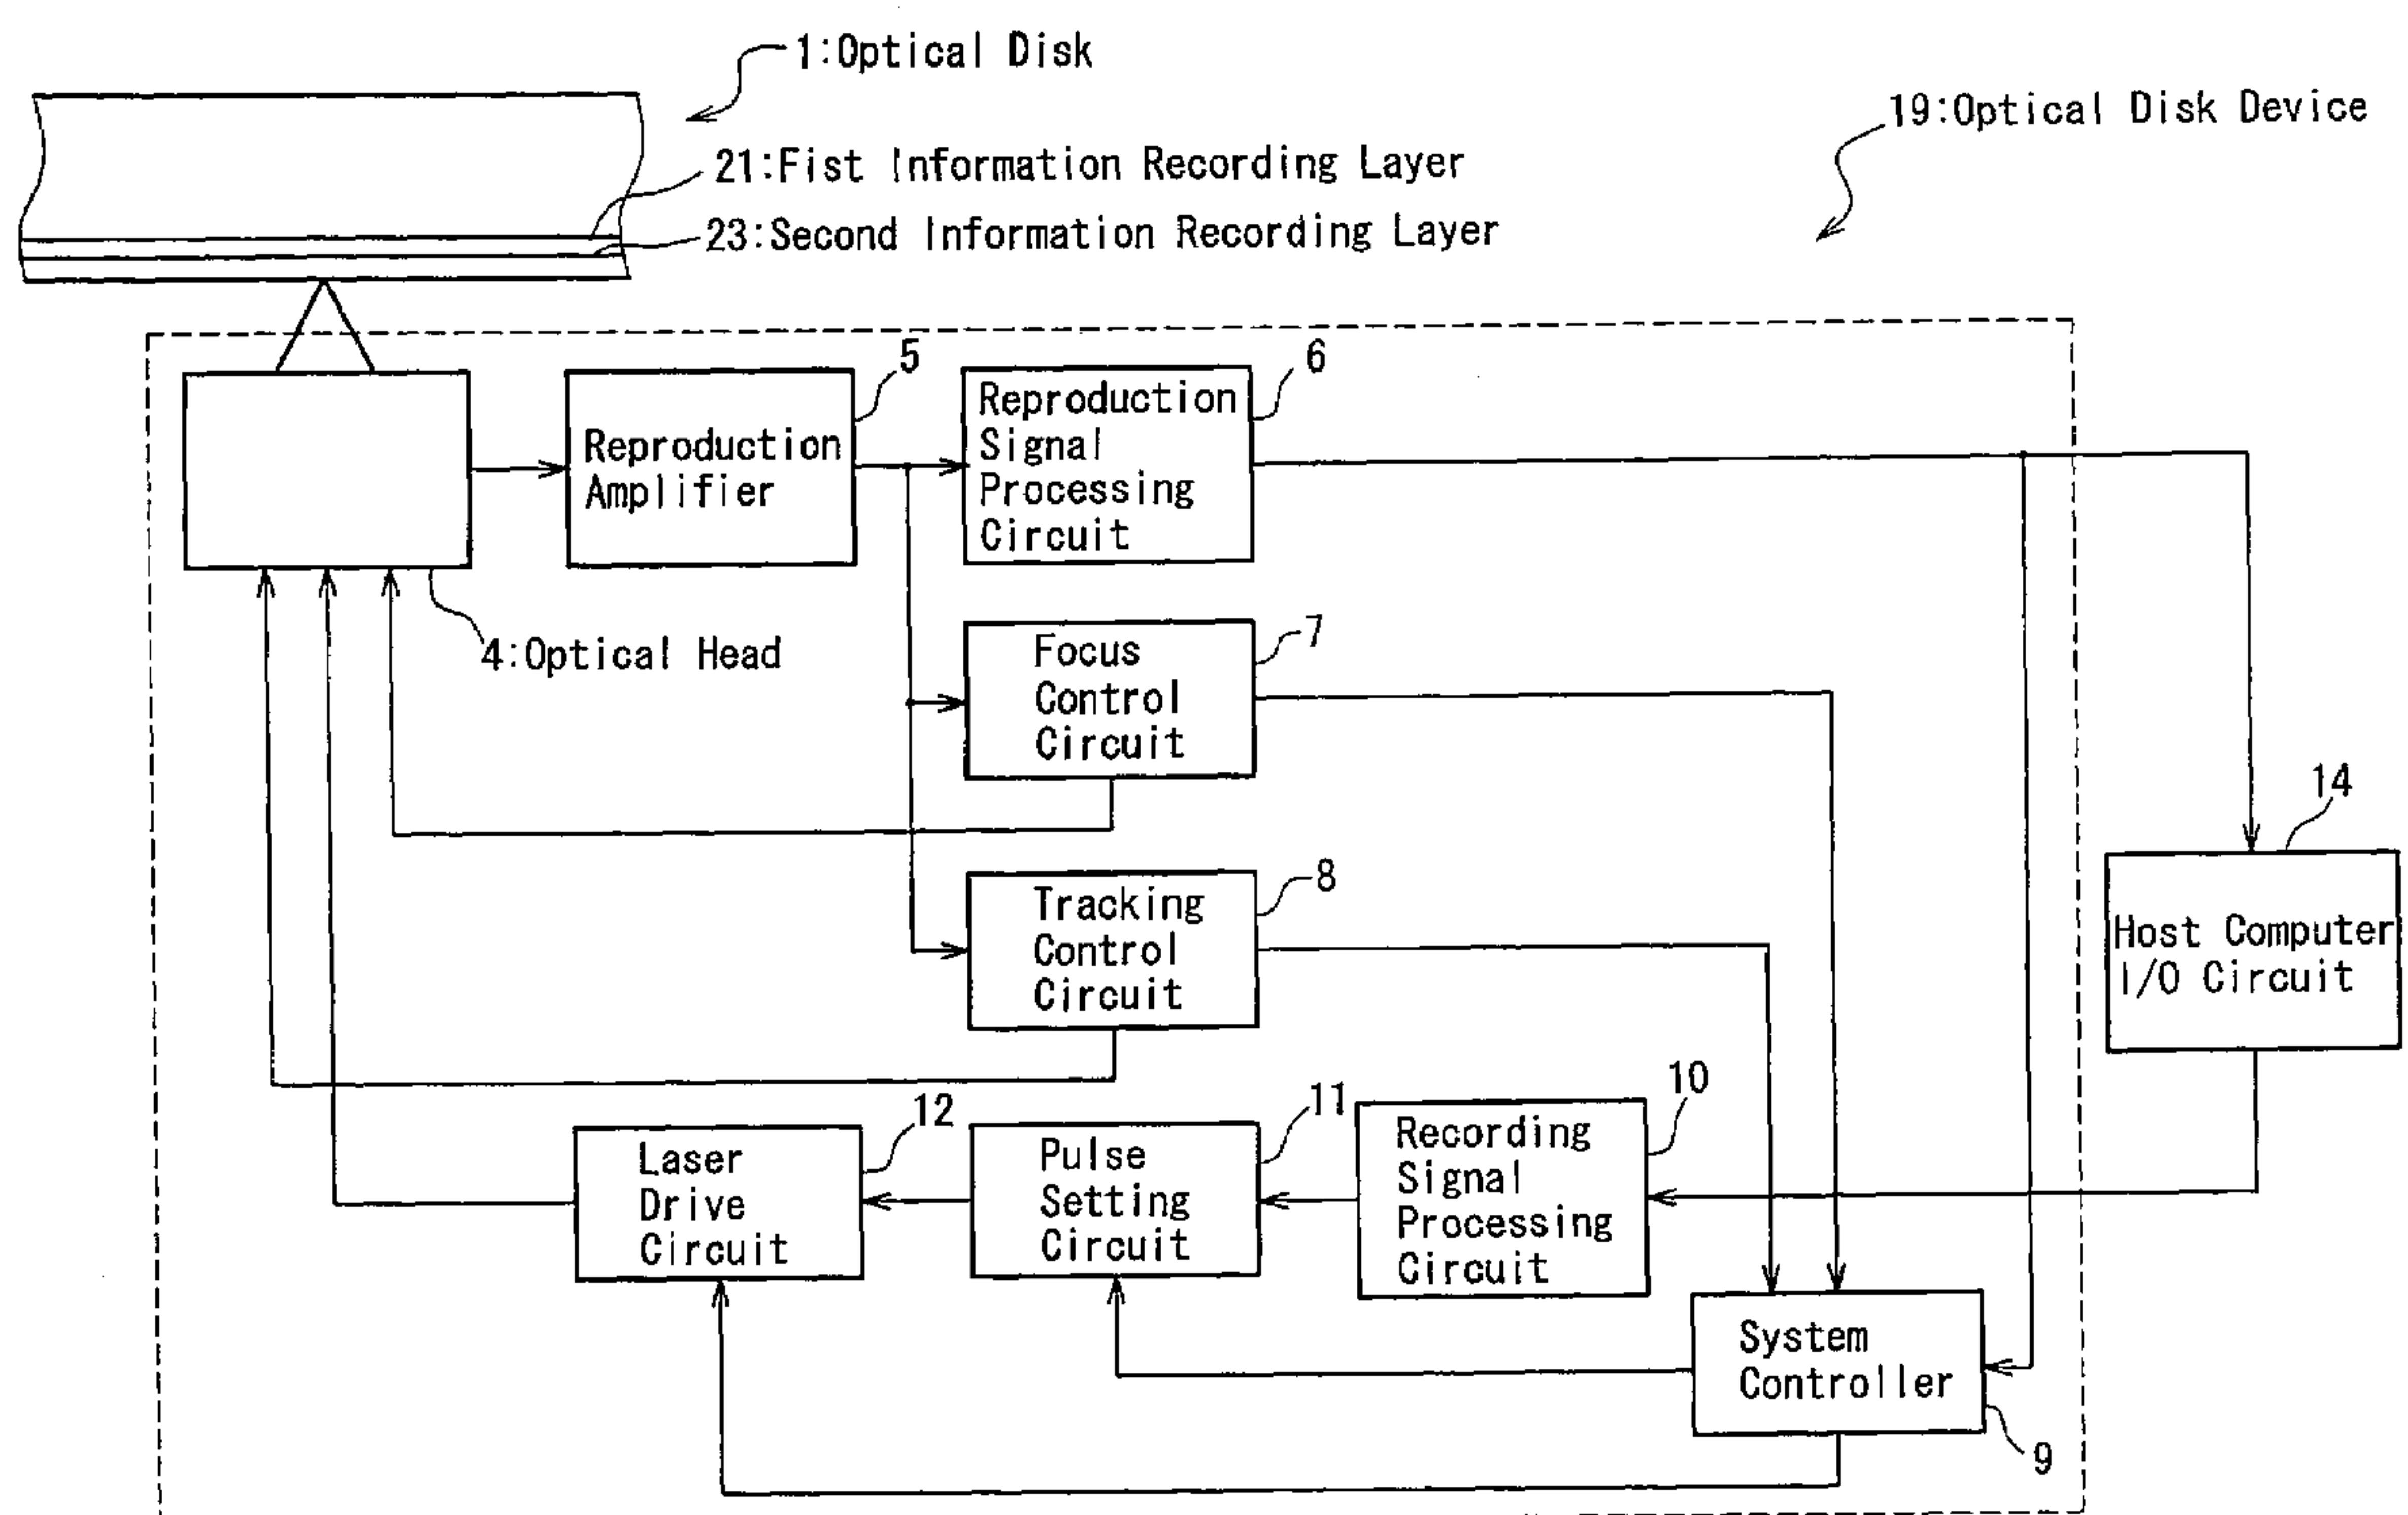 1:Optical Disk
19:Optical Disk Device
21:Fist Information Recording Layer
23:Second Information Recording Layer
5
6
Reproduction
Amplifier
Reproduction
Signal
Processing
Circuit
4:Optical Head
7
Focus
Control
Circuit
14
8
Tracking
Control
Circuit
Host Computer
I/O Circuit
12
Laser
Drive
Circuit
11
Pulse
Setting
Circuit
10
Recording
Signal
Processing
Circuit
System
Controller
9